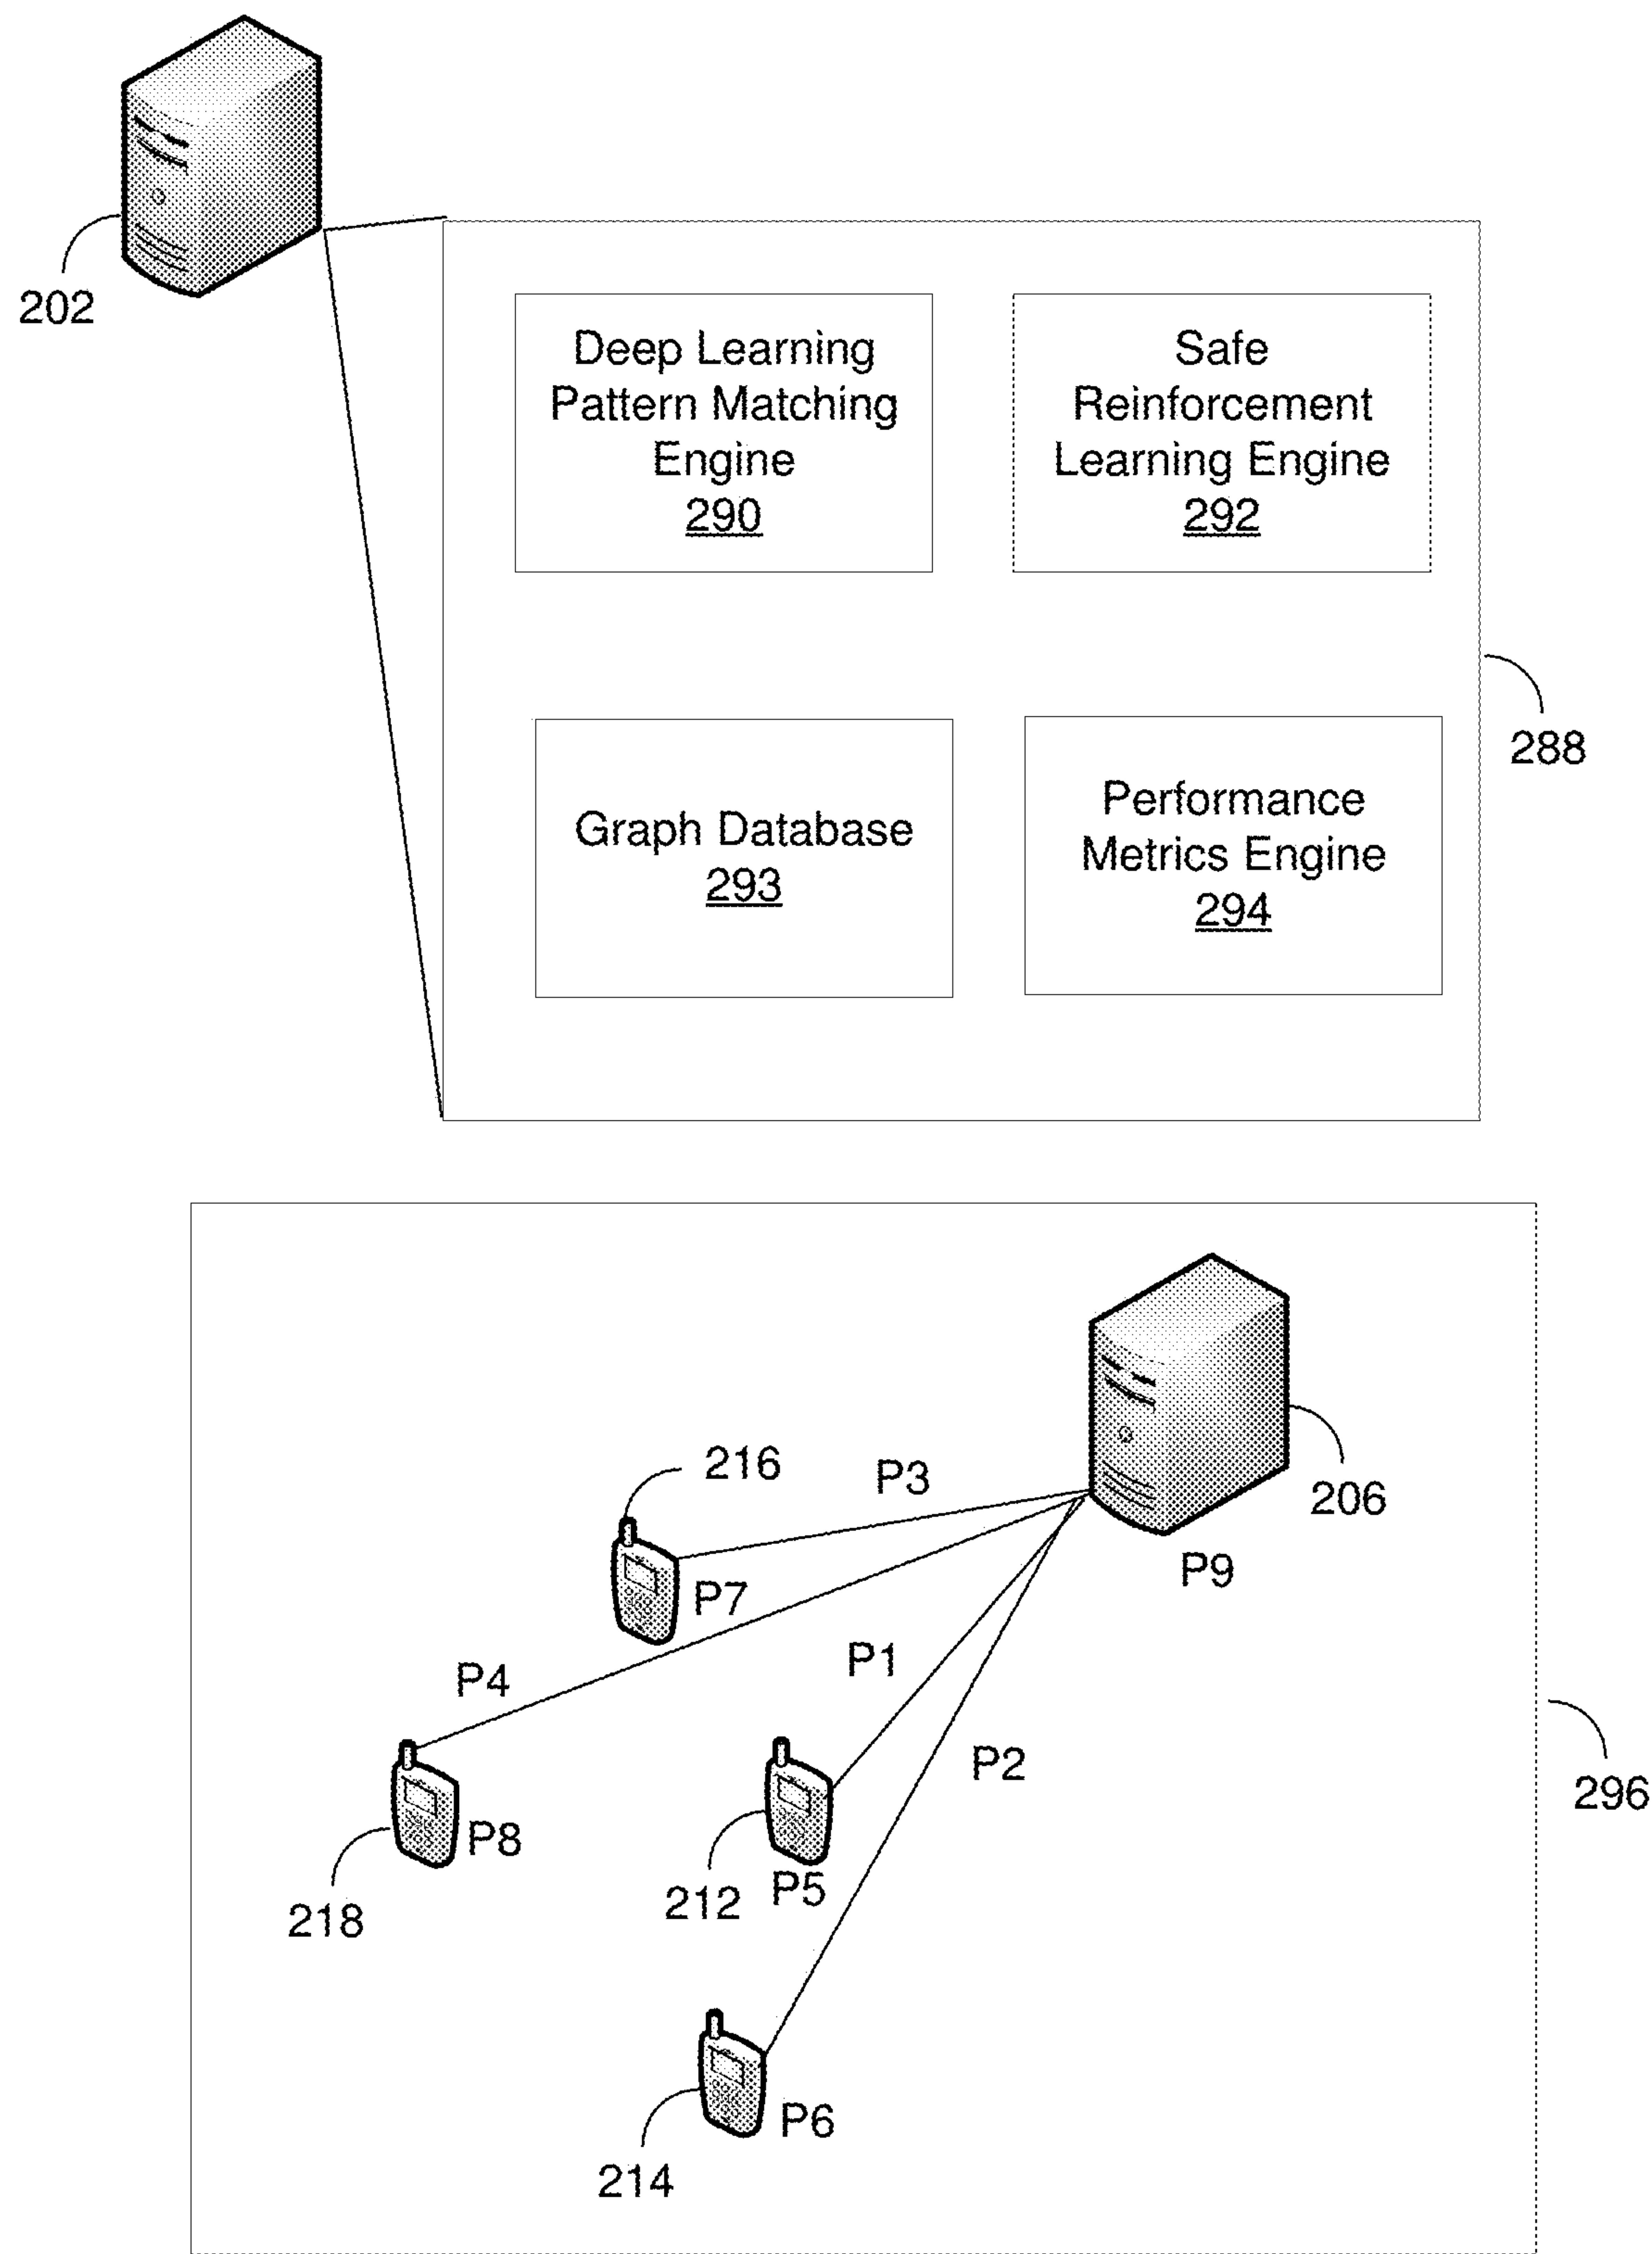 202
Deep Learning
Pattern Matching
Engine
290
Safe
Reinforcement
Learning Engine
292
288
Graph Database
293
Performance
Metrics Engine
294
216
P3
206
P7
P9
P1
P4
P2
296
P8
212
P5
218
P6
214